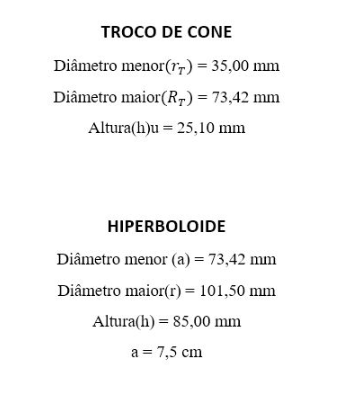 TROCO DE CONE
Diâmetro menor(r_T) = 35,00 mm
Diâmetro maior(R_T) = 73,42 mm
Altura(h)u = 25,10 mm
HIPERBOLOIDE
Diâmetro menor (a) = 73,42 mm
Diâmetro maior(r) = 101,50 mm
Altura(h) = 85,00 mm
a = 7,5 cm